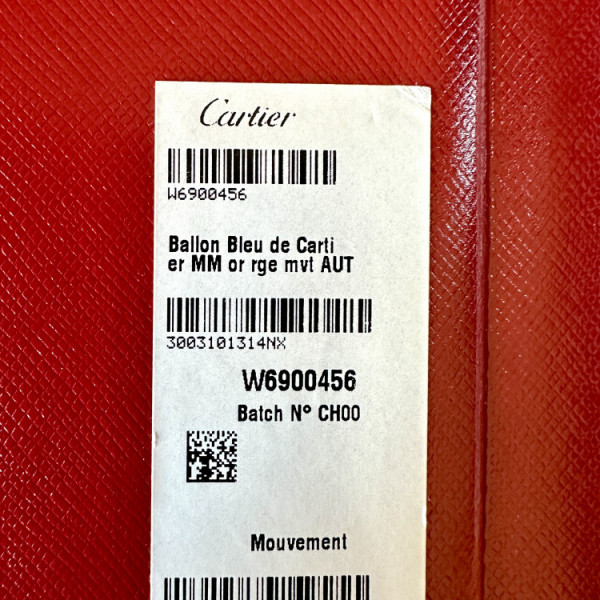 Cartier
W6900456
Ballon Bleu de Carti
er MM or rge mvt AUT
3003101314NX
W6900456
Batch N° CH00
Mouvement